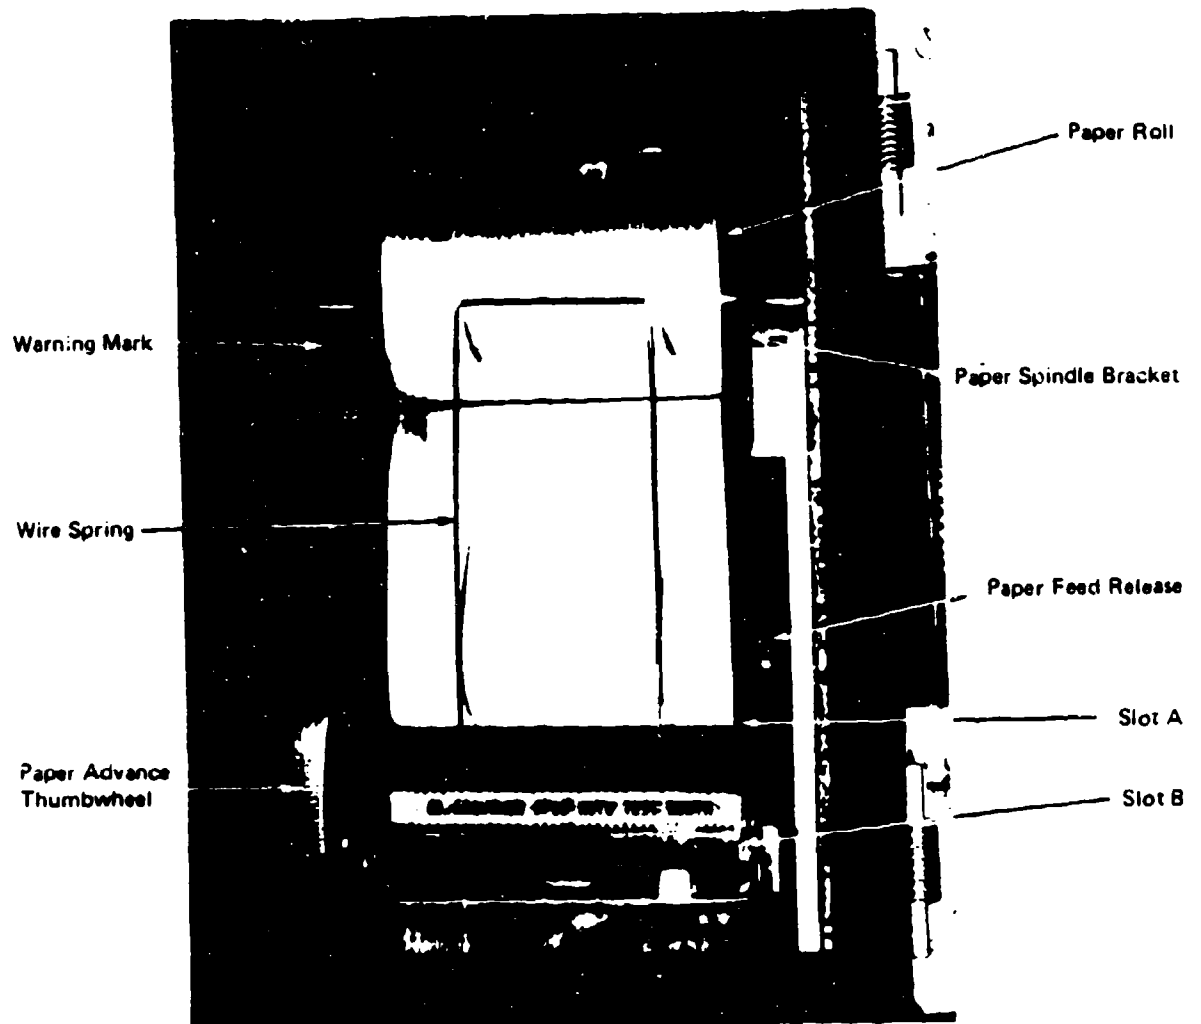 Paper Roll
Warning Mark
Paper Spindle Bracket
Wire Spring
Paper Feed Release
Slot A
Paper Advance
Thumbwheel
Slot B